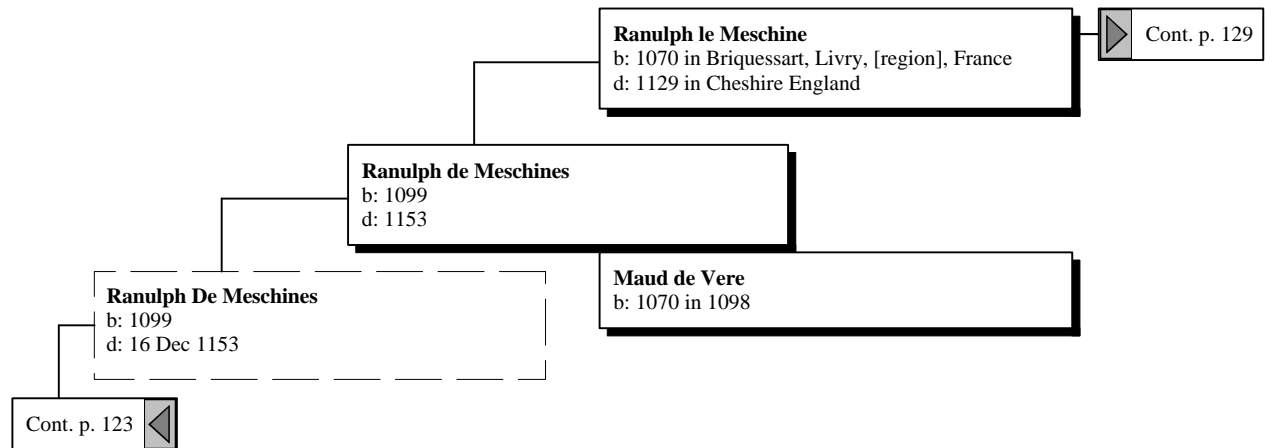 Ranulph le Meschine
b: 1070 in Briquessart, Livry, [region], France
d: 1129 in Cheshire England
Cont. p. 129
Ranulph de Meschines
b: 1099
d: 1153
Maud de Vere
b: 1070 in 1098
Ranulph De Meschines
b: 1099
d: 16 Dec 1153
Cont. p. 123